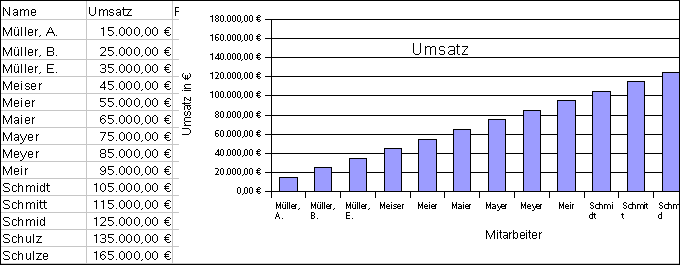 Name Umsatz F
Müller, A. 15.000,00 €
Müller, B. 25.000,00 €
Müller, E. 35.000,00 €
Meiser 45.000,00 €
Meier 55.000,00 €
Maier 65.000,00 €
Mayer 75.000,00 €
Meyer 85.000,00 €
Meir 95.000,00 €
Schmidt 105.000,00 €
Schmitt 115.000,00 €
Schmid 125.000,00 €
Schulz 135.000,00 €
Schulze 165.000,00 €
Umsatz
Umsatz in €
180.000,00 €
160.000,00 €
140.000,00 €
120.000,00 €
100.000,00 €
80.000,00 €
60.000,00 €
40.000,00 €
20.000,00 €
0,00 €
Müller, Müller, Müller, Meiser Meier Maier Mayer Meyer Meir Schmi Schmit Schm
A. B. E. dt t d
Mitarbeiter